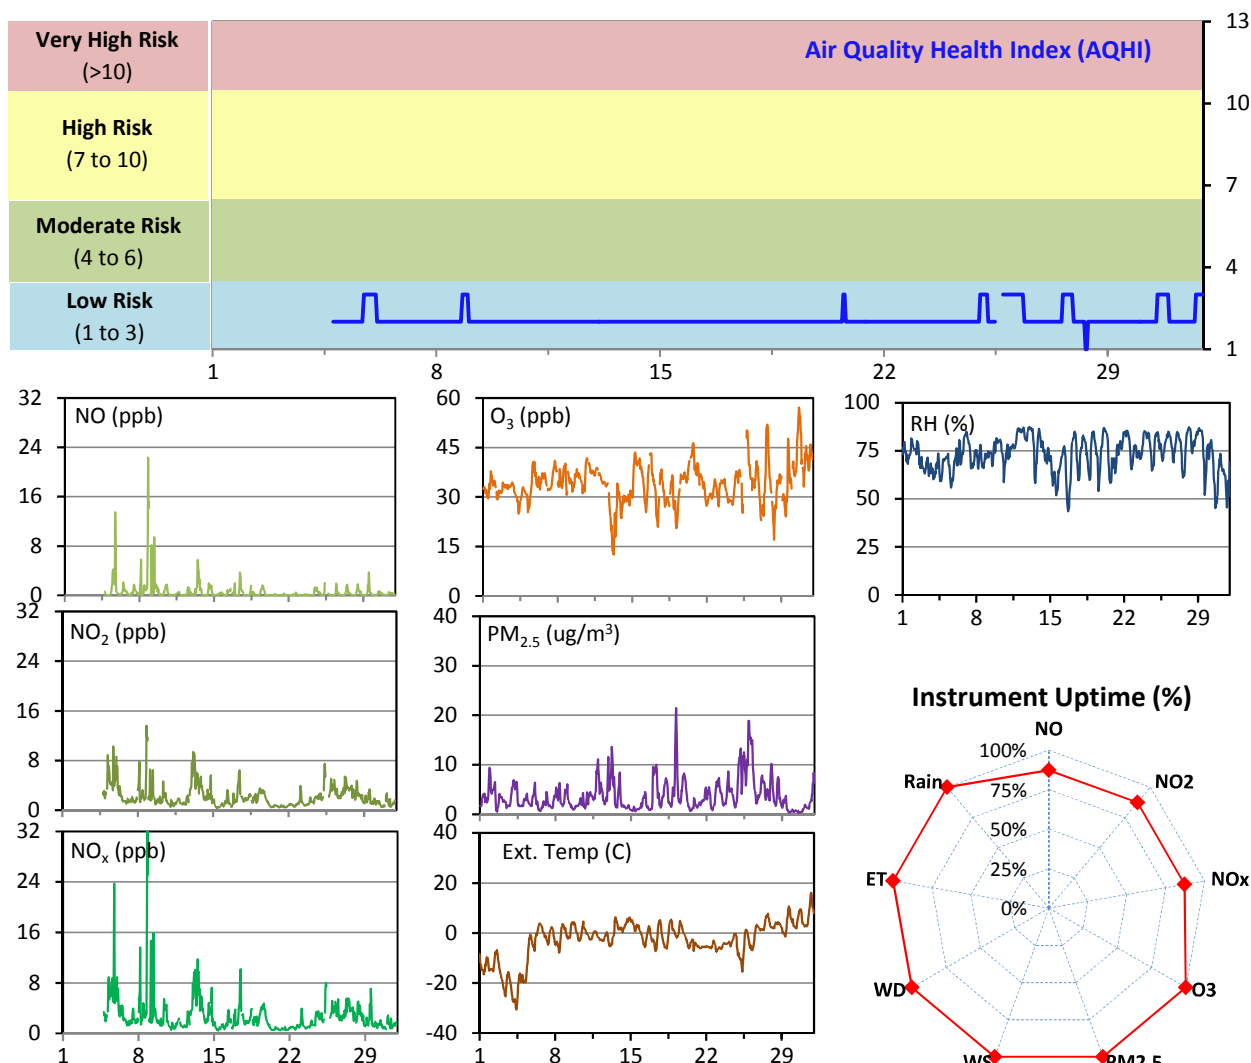 Very High Risk
(>10)
High Risk
(7 to 10)
Moderate Risk
(4 to 6)
Low Risk
(1 to 3)
Air Quality Health Index (AQHI)
13
10
7
4
1
1 8 15 22 29
NO (ppb)
32
24
16
8
0
O3 (ppb)
60
45
30
15
0
RH (%)
100
75
50
25
0
1 8 15 22 29
NO2 (ppb)
32
24
16
8
0
PM2.5 (ug/m3)
40
30
20
10
0
NOx (ppb)
32
24
16
8
0
1 8 15 22 29
Ext. Temp (C)
40
20
0
-20
-40
1 8 15 22 29
Instrument Uptime (%)
NO
NO2
NOx
O3
PM2.5
WS
WD
ET
Rain
100%
75%
50%
25%
0%